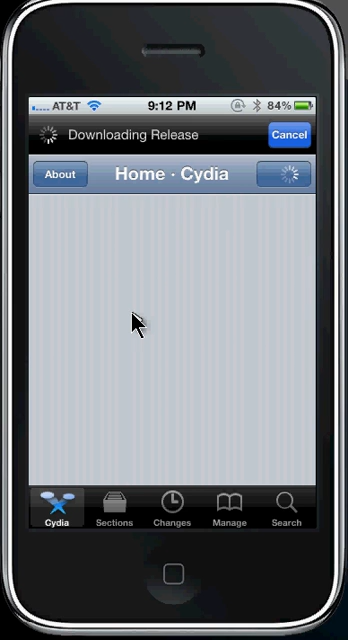 AT&T 9:12 PM 84%
Downloading Release Cancel
About Home · Cydia
Cydia Sections Changes Manage Search